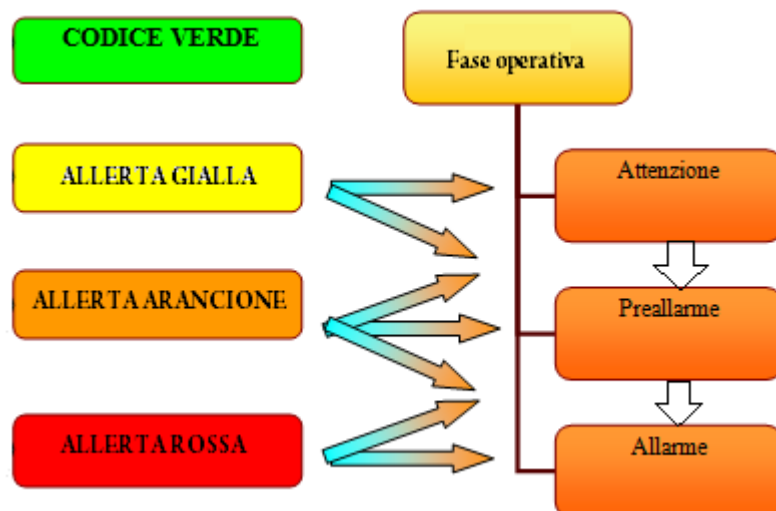 CODICE VERDE
Fase operativa
ALLERTA GIALLA
Attenzione
ALLERTA ARANCIONE
Preallarme
ALLERTA ROSSA
Allarme